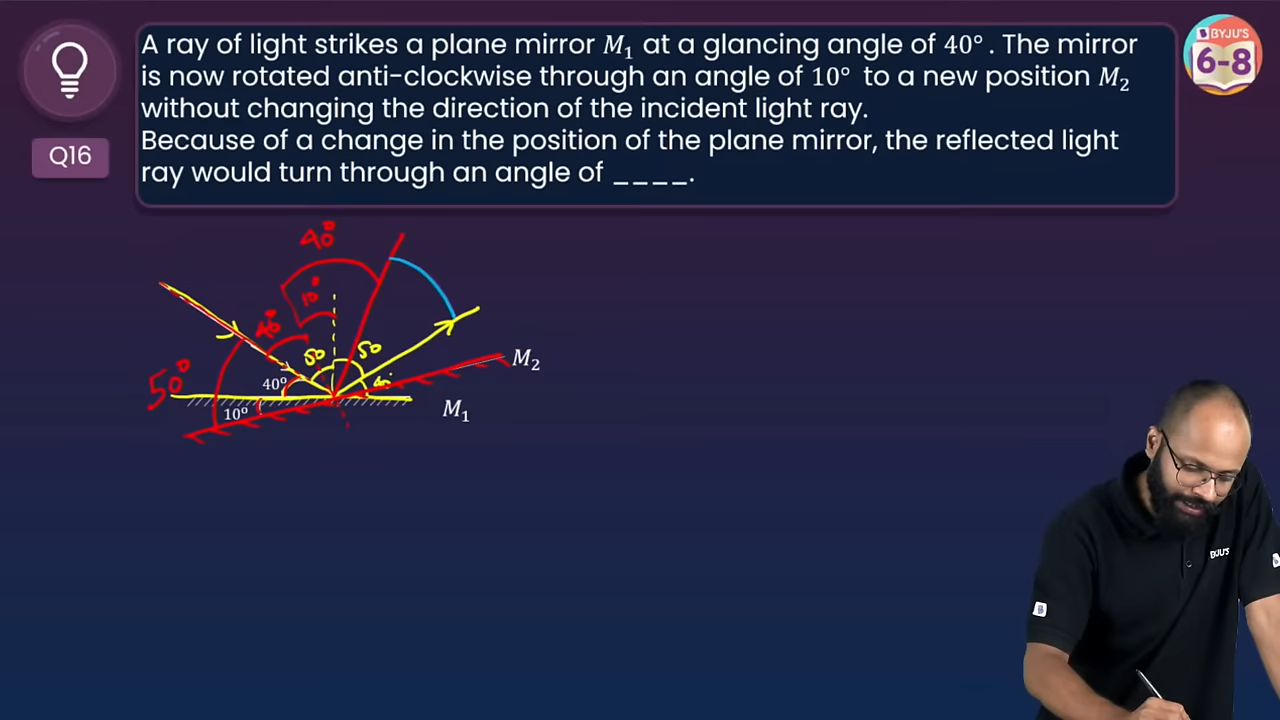 A ray of light strikes a plane mirror M₁ at a glancing angle of 40°. The mirror
is now rotated anti-clockwise through an angle of 10° to a new position M₂
without changing the direction of the incident light ray.
Because of a change in the position of the plane mirror, the reflected light
ray would turn through an angle of ____.
BYJU'S
6-8
Q16
40°
10°
40°
50
50
50°
40°
40°
10°
M₂
M₁
BYJU'S
B